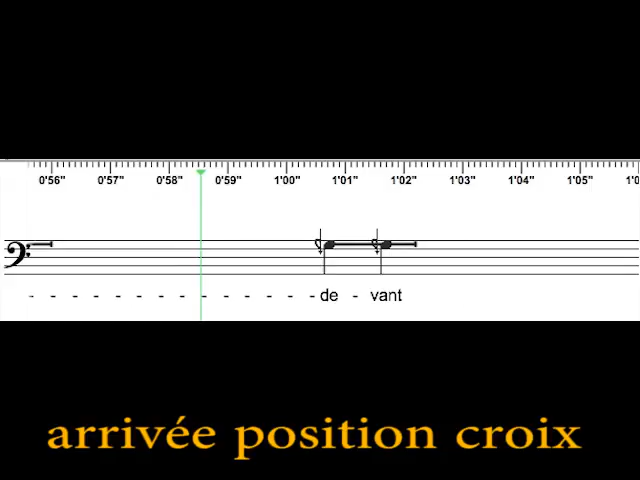 0'56" 0'57" 0'58" 0'59" 1'00" 1'01" 1'02" 1'03" 1'04" 1'05"
- - - - - - - - - - - - - - de - vant
arrivée position croix